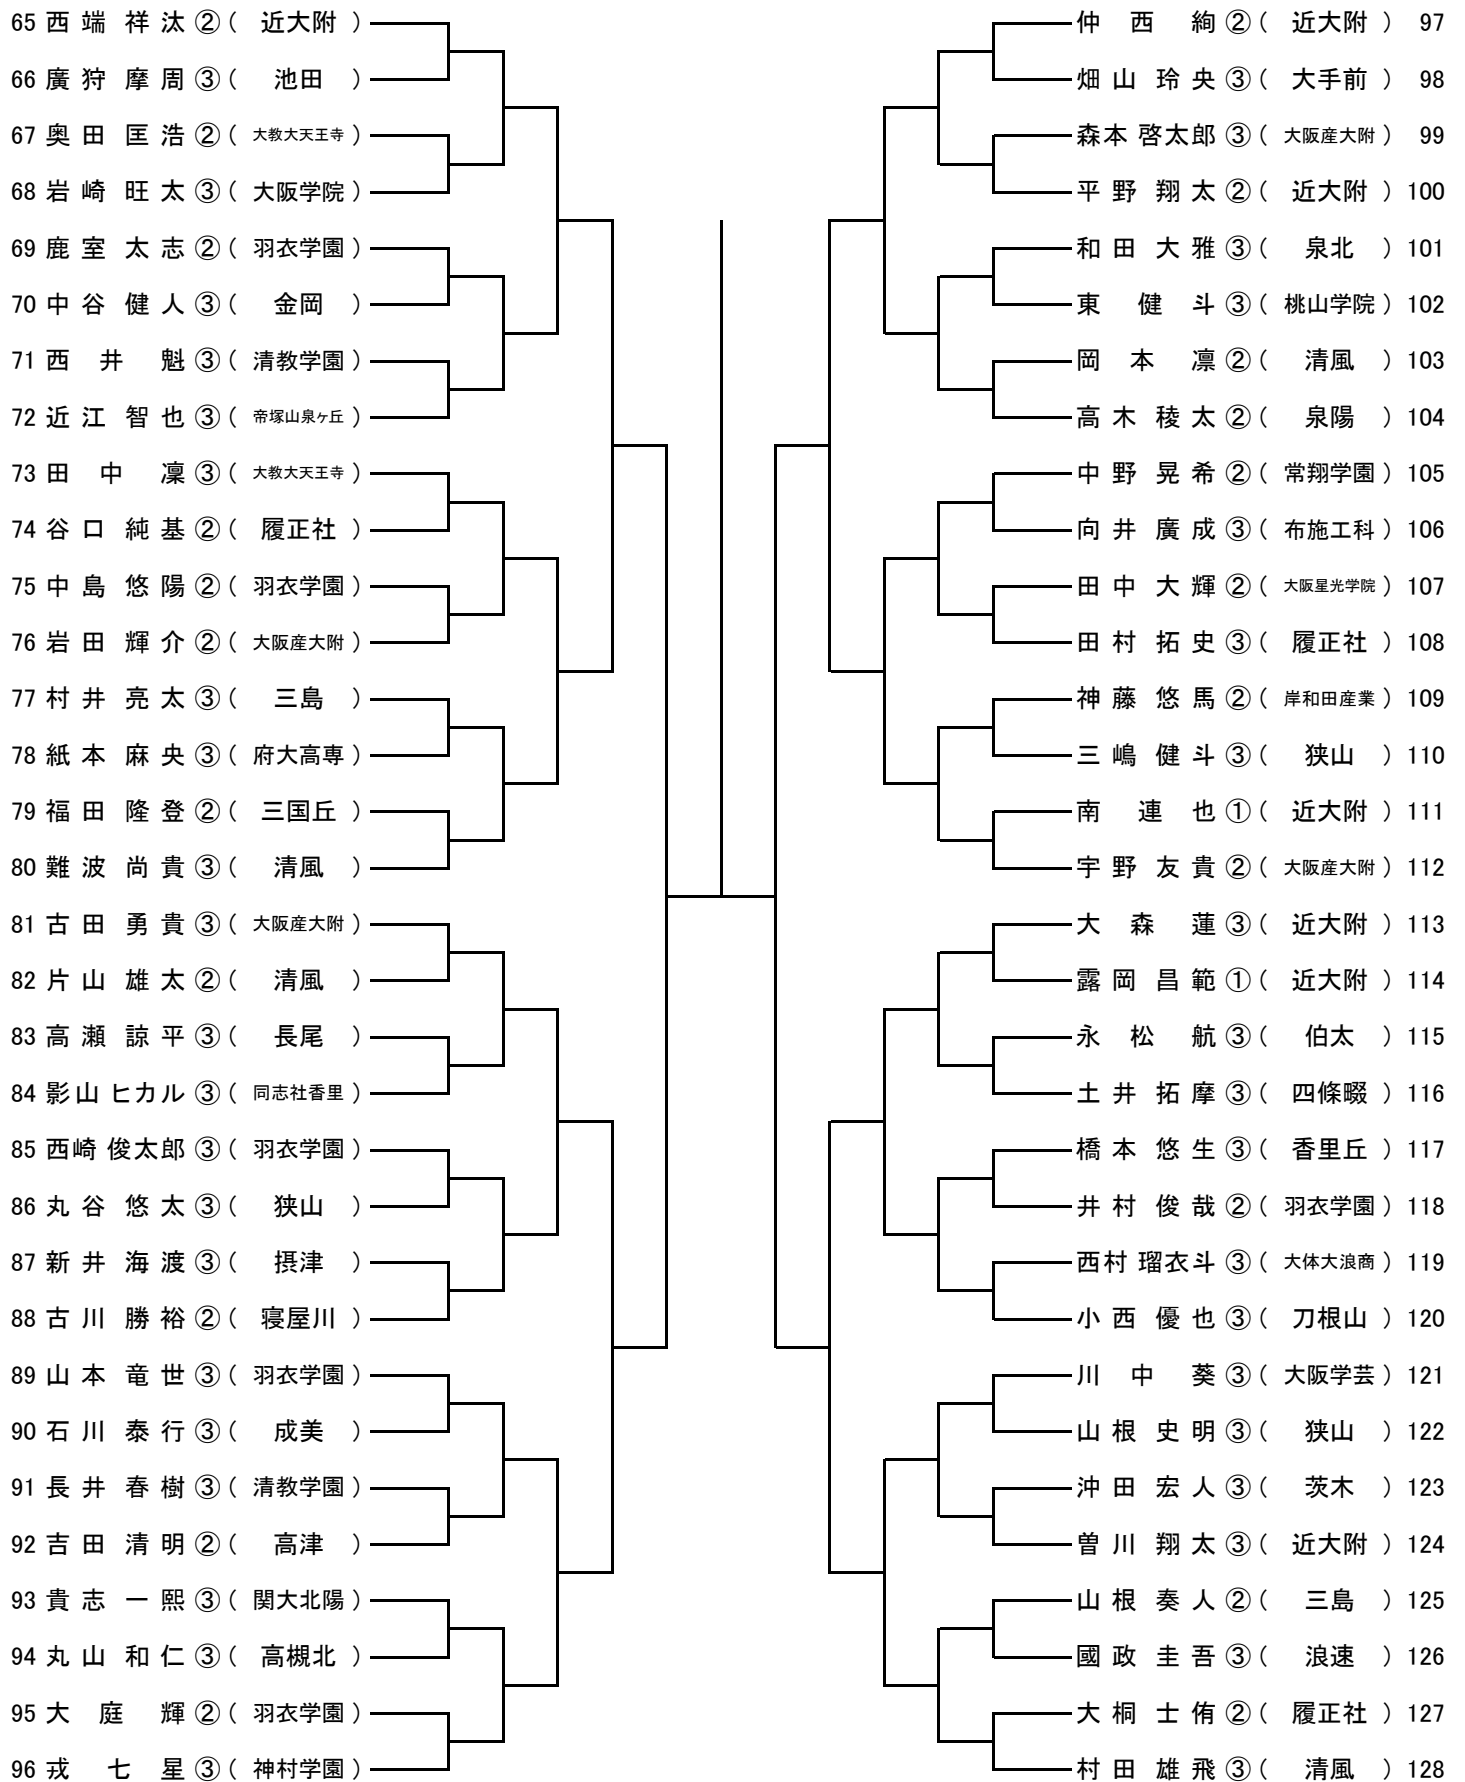 65 西端 祥汰 ② ( 近大附 )
66 廣狩 摩周 ③ ( 池田 )
67 奥田 匡浩 ② ( 大教大天王寺 )
68 岩崎 旺太 ③ ( 大阪学院 )
69 鹿室 太志 ② ( 羽衣学園 )
70 中谷 健人 ③ ( 金岡 )
71 西井 魁 ③ ( 清教学園 )
72 近江 智也 ③ ( 帝塚山泉ヶ丘 )
73 田中 凜 ③ ( 大教大天王寺 )
74 谷口 純基 ② ( 履正社 )
75 中島 悠陽 ② ( 羽衣学園 )
76 岩田 輝介 ② ( 大阪産大附 )
77 村井 亮太 ③ ( 三島 )
78 紙本 麻央 ③ ( 府大高専 )
79 福田 隆登 ② ( 三国丘 )
80 難波 尚貴 ③ ( 清風 )
81 古田 勇貴 ③ ( 大阪産大附 )
82 片山 雄太 ② ( 清風 )
83 高瀬 諒平 ③ ( 長尾 )
84 影山 ヒカル ③ ( 同志社香里 )
85 西崎 俊太郎 ③ ( 羽衣学園 )
86 丸谷 悠太 ③ ( 狭山 )
87 新井 海渡 ③ ( 摂津 )
88 古川 勝裕 ② ( 寝屋川 )
89 山本 竜世 ③ ( 羽衣学園 )
90 石川 泰行 ③ ( 成美 )
91 長井 春樹 ③ ( 清教学園 )
92 吉田 清明 ② ( 高津 )
93 貴志 一熙 ③ ( 関大北陽 )
94 丸山 和仁 ③ ( 高槻北 )
95 大庭 輝 ② ( 羽衣学園 )
96 戎 七星 ③ ( 神村学園 )
仲西 絢 ② ( 近大附 ) 97
畑山 玲央 ③ ( 大手前 ) 98
森本 啓太郎 ③ ( 大阪産大附 ) 99
平野 翔太 ② ( 近大附 ) 100
和田 大雅 ③ ( 泉北 ) 101
東 健斗 ③ ( 桃山学院 ) 102
岡本 凛 ② ( 清風 ) 103
高木 稜太 ② ( 泉陽 ) 104
中野 晃希 ② ( 常翔学園 ) 105
向井 廣成 ③ ( 布施工科 ) 106
田中 大輝 ② ( 大阪星光学院 ) 107
田村 拓史 ③ ( 履正社 ) 108
神藤 悠馬 ② ( 岸和田産業 ) 109
三嶋 健斗 ③ ( 狭山 ) 110
南 連也 ① ( 近大附 ) 111
宇野 友貴 ② ( 大阪産大附 ) 112
大森 蓮 ③ ( 近大附 ) 113
露岡 昌範 ① ( 近大附 ) 114
永松 航 ③ ( 伯太 ) 115
土井 拓摩 ③ ( 四條畷 ) 116
橋本 悠生 ③ ( 香里丘 ) 117
井村 俊哉 ② ( 羽衣学園 ) 118
西村 瑠衣斗 ③ ( 大体大浪商 ) 119
小西 優也 ③ ( 刀根山 ) 120
川中 葵 ③ ( 大阪学芸 ) 121
山根 史明 ③ ( 狭山 ) 122
沖田 宏人 ③ ( 茨木 ) 123
曽川 翔太 ③ ( 近大附 ) 124
山根 奏人 ② ( 三島 ) 125
國政 圭吾 ③ ( 浪速 ) 126
大桐 士侑 ② ( 履正社 ) 127
村田 雄飛 ③ ( 清風 ) 128